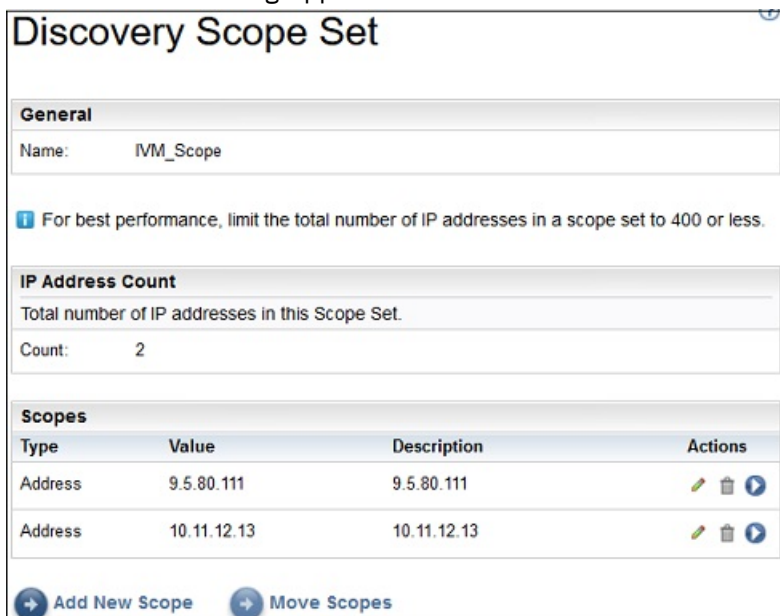 Discovery Scope Set
General
Name: IVM_Scope
For best performance, limit the total number of IP addresses in a scope set to 400 or less.
IP Address Count
Total number of IP addresses in this Scope Set.
Count: 2
Scopes
Type Value Description Actions
Address 9.5.80.111 9.5.80.111
Address 10.11.12.13 10.11.12.13
Add New Scope Move Scopes